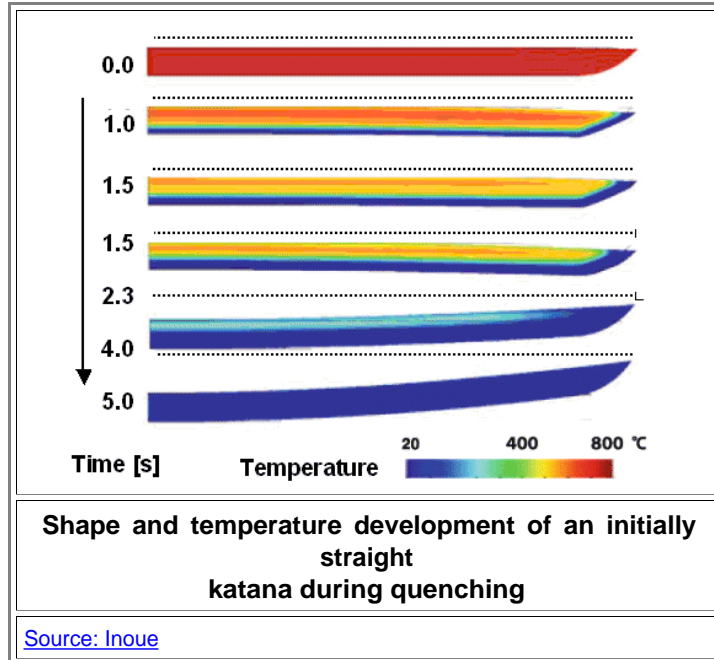 0.0
1.0
1.5
1.5
2.3
4.0
5.0
20 400 800 °C
Time [s] Temperature
Shape and temperature development of an initially
straight
katana during quenching
Source: Inoue